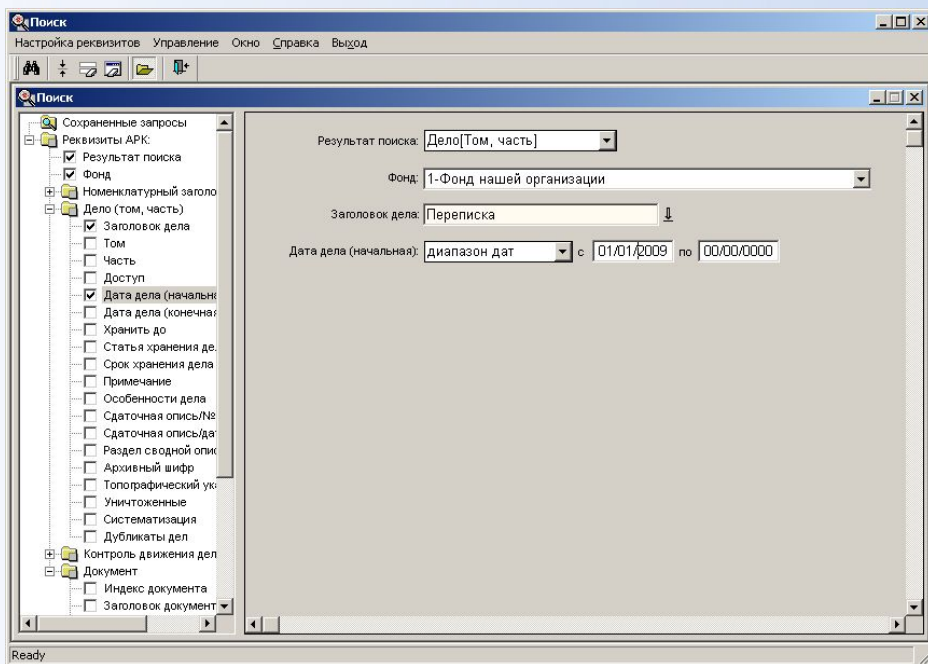 Поиск
Настройка реквизитов Управление Окно Справка Выход
Поиск
Сохраненные запросы
Реквизиты АРК:
Результат поиска
Фонд
Номенклатурный заголо
Дело (том, часть)
Заголовок дела
Том
Часть
Доступ
Дата дела (начальна
Дата дела (конечная
Хранить до
Статья хранения де.
Срок хранения дела
Примечание
Особенности дела
Сдаточная опись/№
Сдаточная опись/да
Раздел сводной опис
Архивный шифр
Топографический ука
Уничтоженные
Систематизация
Дубликаты дел
Контроль движения дел
Документ
Индекс документа
Заголовок документ
Результат поиска: Дело[Том, часть]
Фонд: 1-Фонд нашей организации
Заголовок дела: Переписка
Дата дела (начальная): диапазон дат с 01/01/2009 по 00/00/0000
Ready